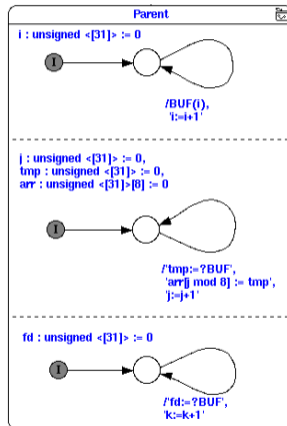 Parent
i : unsigned <[31]> := 0
I
/BUF(i),
'i:=i+1'
j : unsigned <[31]> := 0,
tmp : unsigned <[31]> := 0,
arr : unsigned <[31]>[8] := 0
I
/'tmp:=?BUF',
'arr[j mod 8] := tmp',
'j:=j+1'
fd : unsigned <[31]> := 0
I
/'fd:=?BUF',
'k:=k+1'